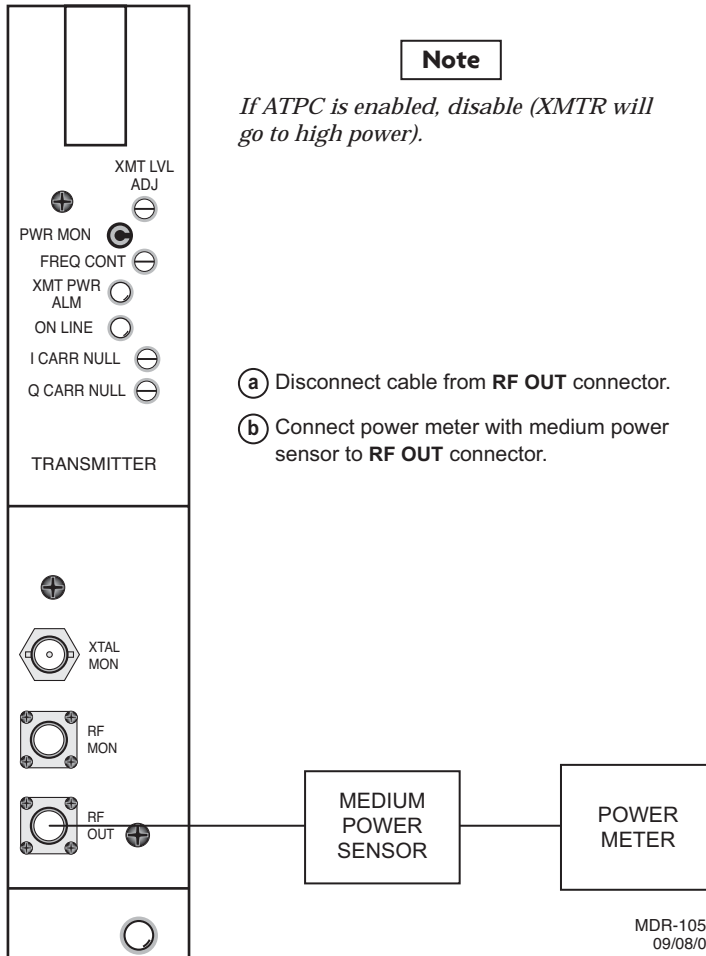 Note
If ATPC is enabled, disable (XMTR will
go to high power).
XMT LVL
ADJ
PWR MON
FREQ CONT
XMT PWR
ALM
ON LINE
I CARR NULL
Q CARR NULL
TRANSMITTER
a Disconnect cable from RF OUT connector.
b Connect power meter with medium power
sensor to RF OUT connector.
XTAL
MON
RF
MON
RF
OUT
MEDIUM
POWER
SENSOR
POWER
METER
MDR-105
09/08/0